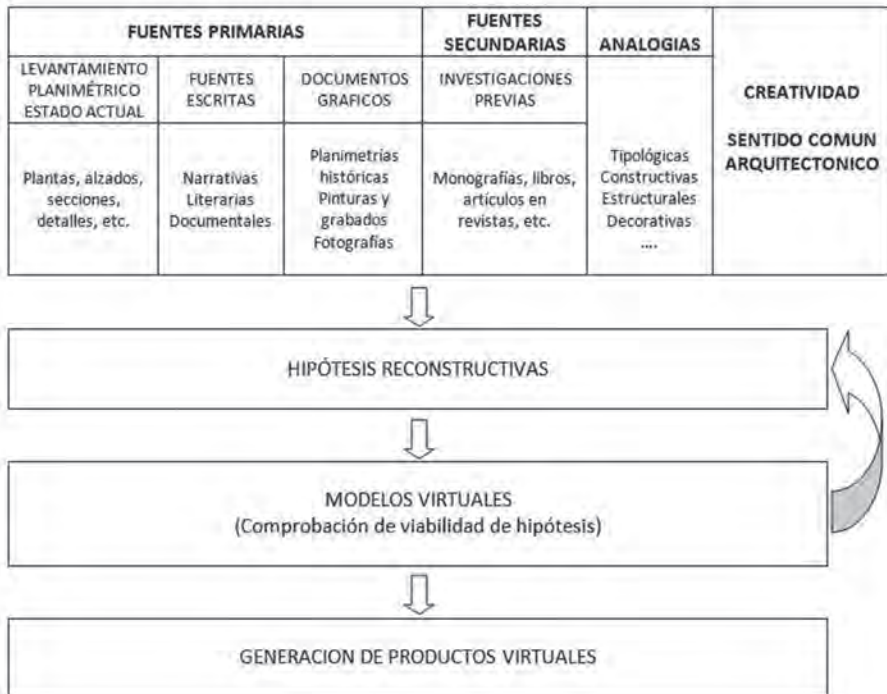 FUENTES PRIMARIAS
FUENTES
SECUNDARIAS
ANALOGIAS
CREATIVIDAD
SENTIDO COMUN
ARQUITECTONICO
LEVANTAMIENTO
PLANIMÉTRICO
ESTADO ACTUAL
FUENTES
ESCRITAS
DOCUMENTOS
GRAFICOS
INVESTIGACIONES
PREVIAS
Plantas, alzados,
secciones,
detalles, etc.
Narrativas
Literarias
Documentales
Planimetrías
históricas
Pinturas y
grabados
Fotografías
Monografías, libros,
artículos en
revistas, etc.
Tipológicas
Constructivas
Estructurales
Decorativas
....
HIPÓTESIS RECONSTRUCTIVAS
MODELOS VIRTUALES
(Comprobación de viabilidad de hipótesis)
GENERACION DE PRODUCTOS VIRTUALES